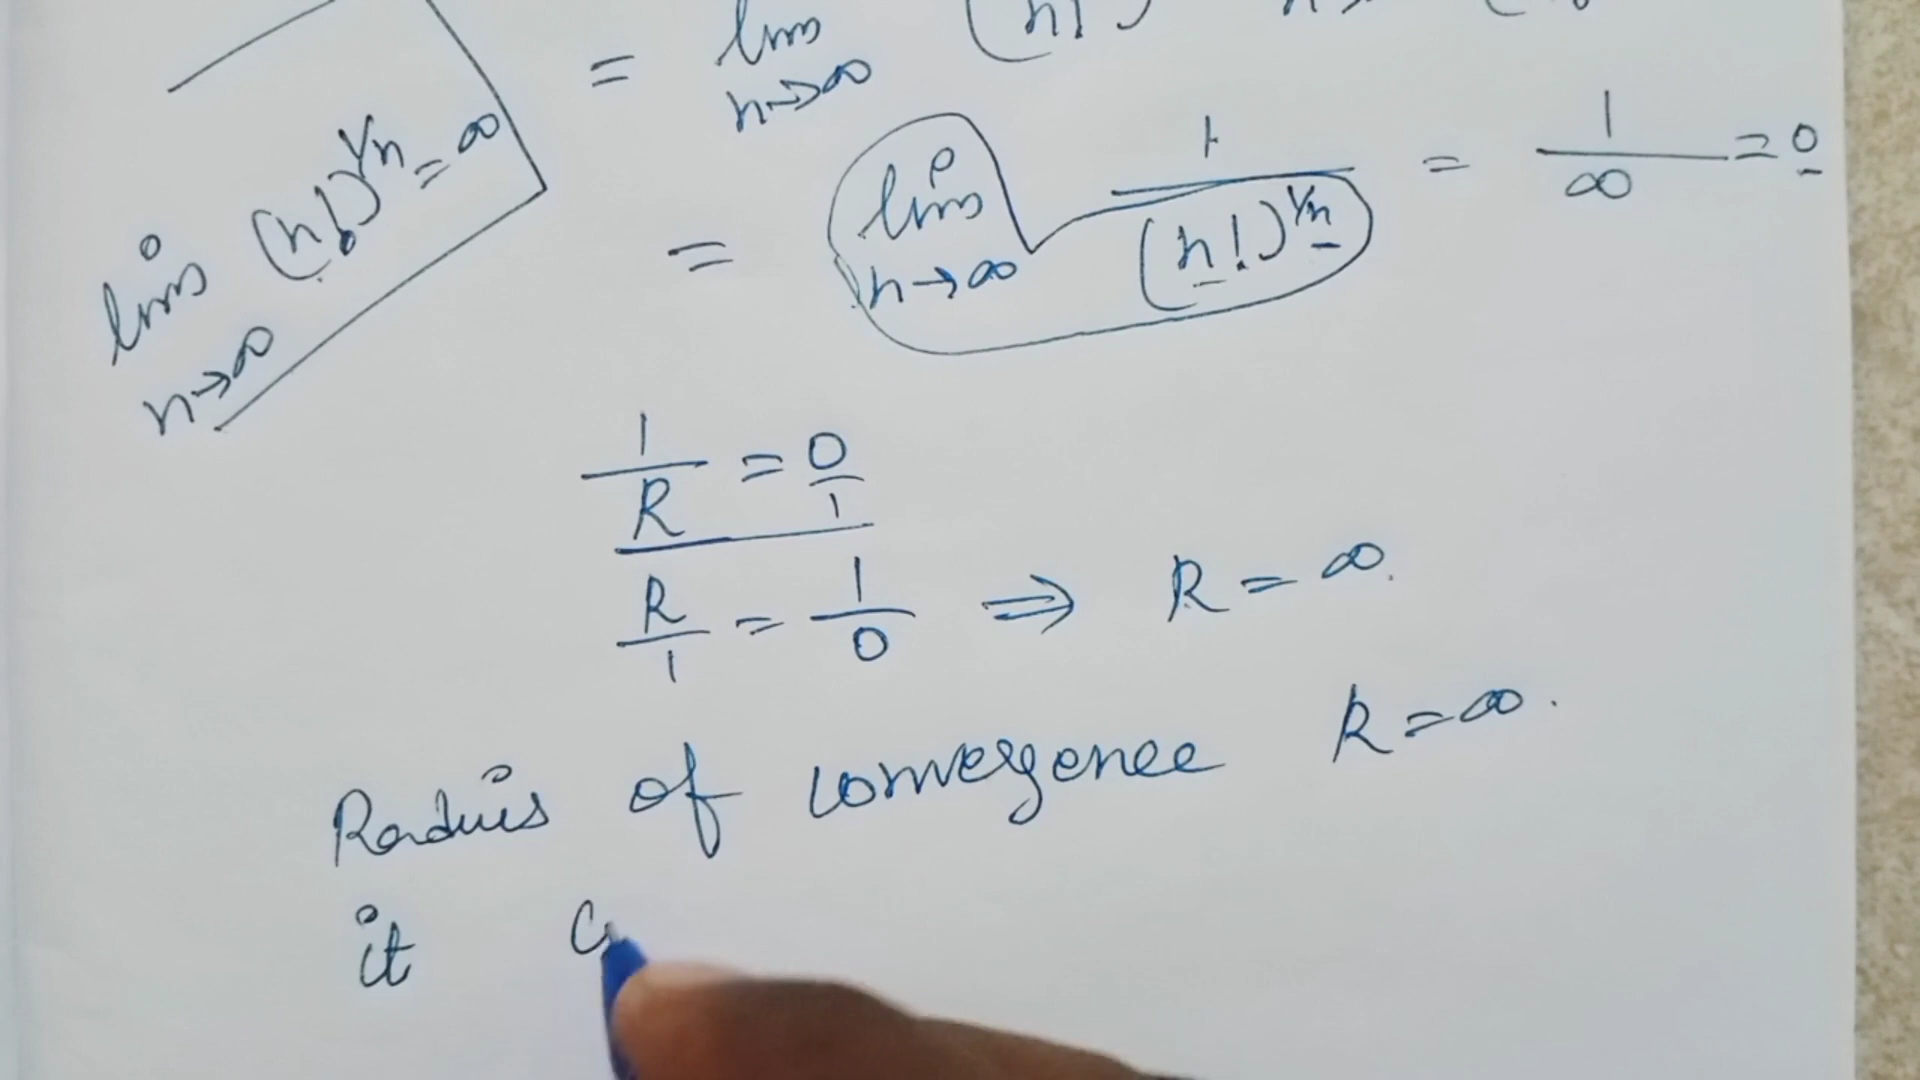 = lim (n!)
n→∞
lim (n!)^1/n = ∞
n→∞
= lim 1/(n!)^1/n = 1/∞ = 0
n→∞
1/R = 0/1
R/1 = 1/0 ⇒ R = ∞.
Radius of convergence R = ∞.
it